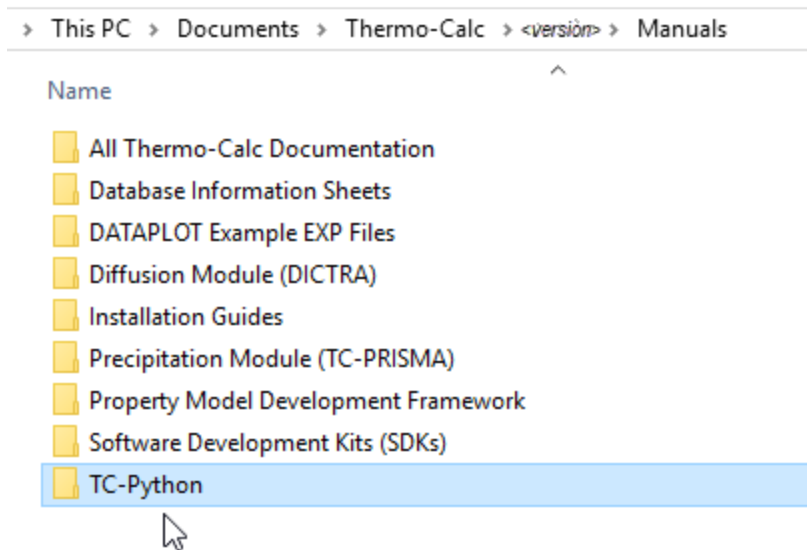 This PC > Documents > Thermo-Calc > <version> > Manuals
Name
All Thermo-Calc Documentation
Database Information Sheets
DATAPLOT Example EXP Files
Diffusion Module (DICTRA)
Installation Guides
Precipitation Module (TC-PRISMA)
Property Model Development Framework
Software Development Kits (SDKs)
TC-Python